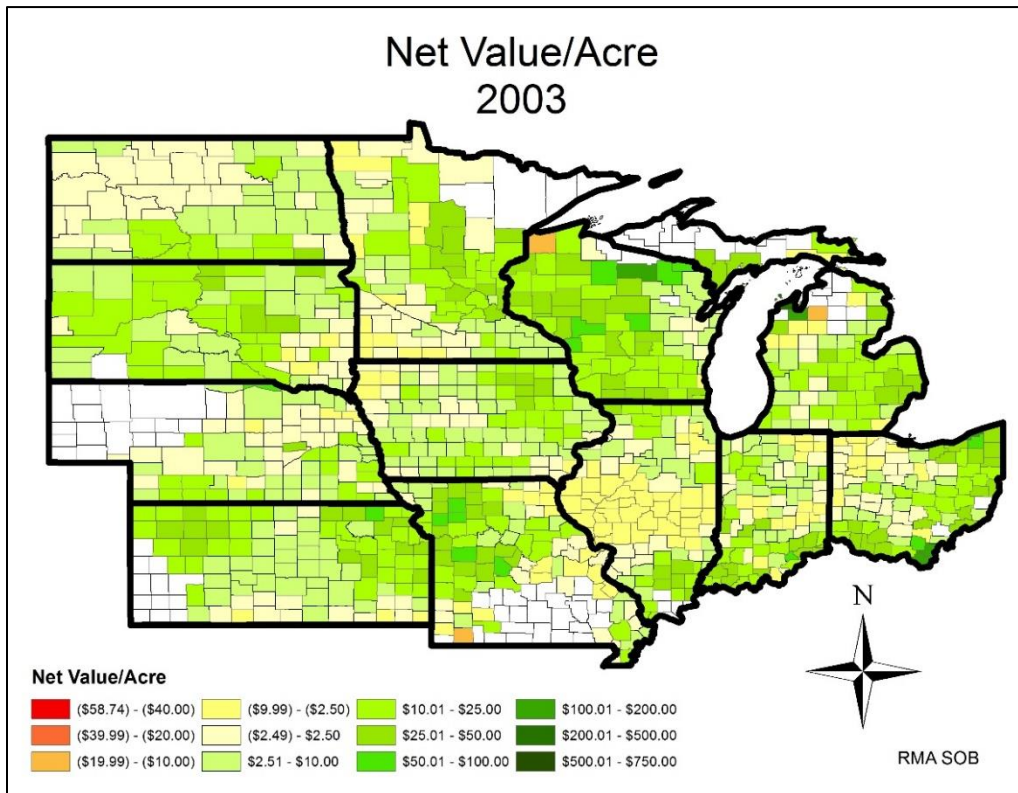 Net Value/Acre
2003
N
Net Value/Acre
($58.74) - ($40.00)
($39.99) - ($20.00)
($19.99) - ($10.00)
($9.99) - ($2.50)
($2.49) - $2.50
$2.51 - $10.00
$10.01 - $25.00
$25.01 - $50.00
$50.01 - $100.00
$100.01 - $200.00
$200.01 - $500.00
$500.01 - $750.00
RMA SOB